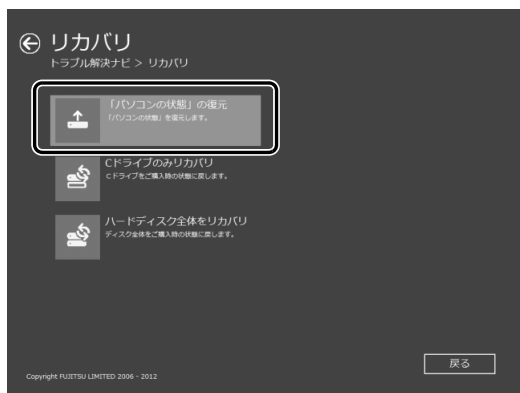 リカバリ
トラブル解決ナビ > リカバリ
「パソコンの状態」の復元
「パソコンの状態」を復元します。
Cドライブのみリカバリ
Cドライブをご購入時の状態に戻します。
ハードディスク全体をリカバリ
ディスク全体をご購入時の状態に戻します。
戻る
Copyright FUJITSU LIMITED 2006 - 2012